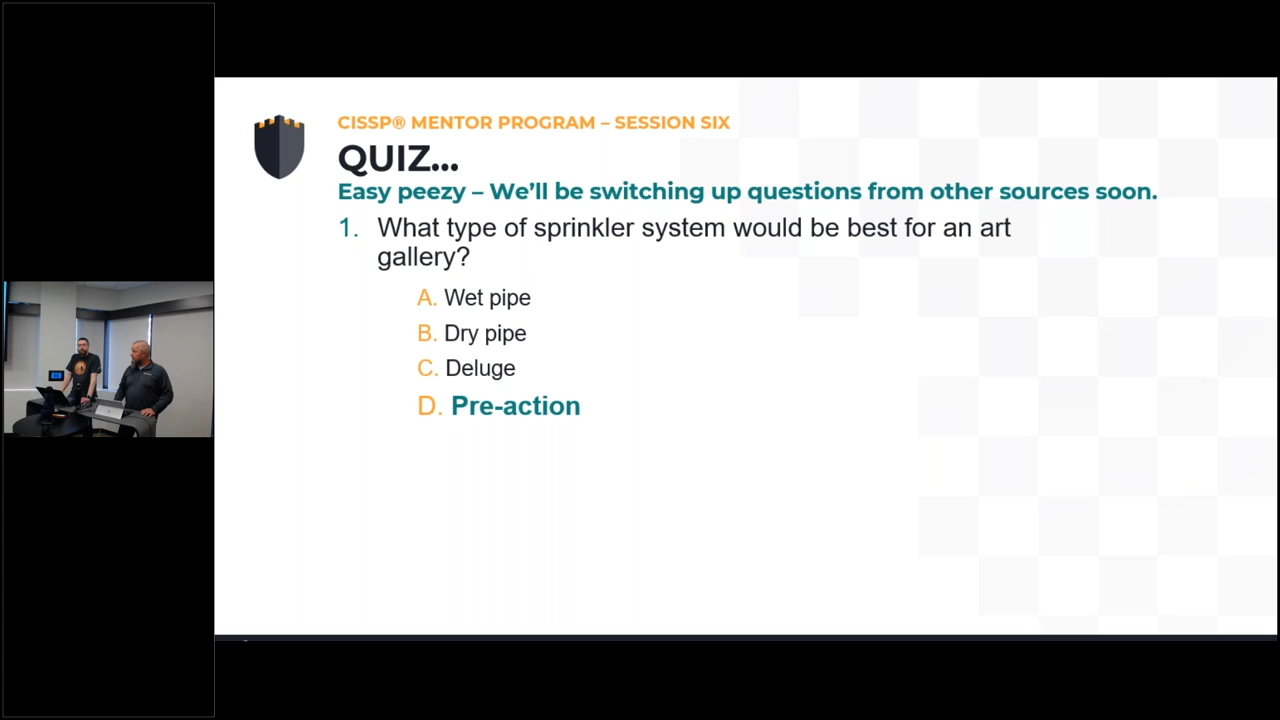 CISSP® MENTOR PROGRAM – SESSION SIX
QUIZ...
Easy peezy – We'll be switching up questions from other sources soon.
1. What type of sprinkler system would be best for an art
gallery?
A. Wet pipe
B. Dry pipe
C. Deluge
D. Pre-action